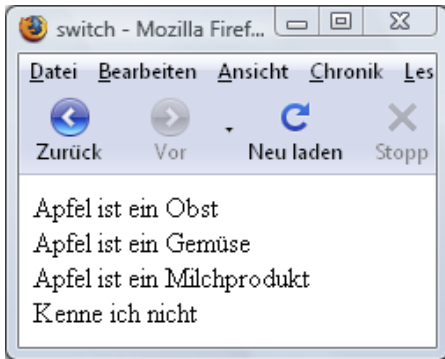 switch - Mozilla Firef...
Datei Bearbeiten Ansicht Chronik Les
Zurück Vor Neu laden Stopp
Apfel ist ein Obst
Apfel ist ein Gemüse
Apfel ist ein Milchprodukt
Kenne ich nicht